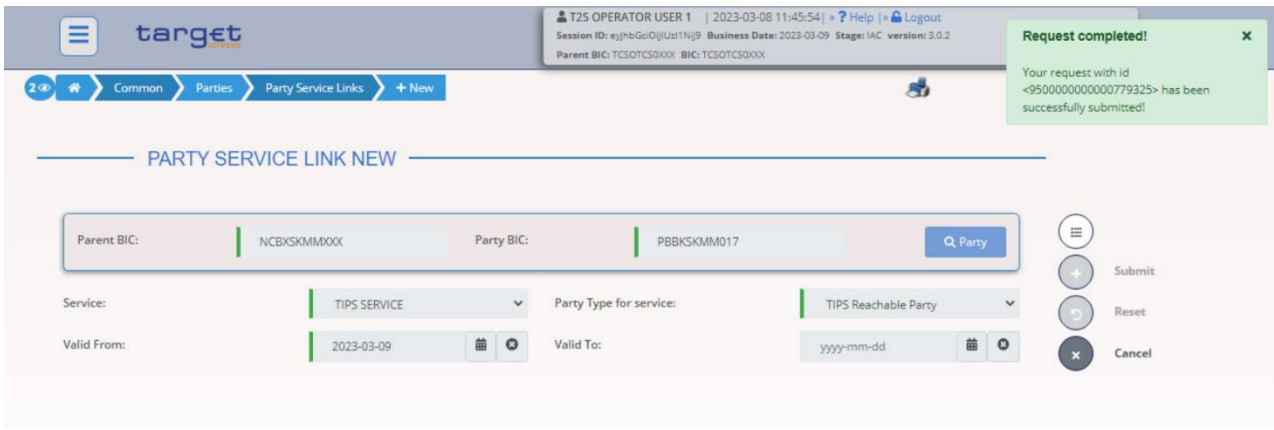 target
services
T2S OPERATOR USER 1 | 2023-03-08 11:45:54| » ? Help |» Logout
Session ID: eyJhbGciOiJIUzI1NiJ9 Business Date: 2023-03-09 Stage: IAC version: 3.0.2
Parent BIC: TCSOTCS0XXX BIC: TCSOTCS0XXX
Request completed! ×
Your request with id
<9500000000000779325> has been
successfully submitted!
2 Common Parties Party Service Links + New
PARTY SERVICE LINK NEW
Parent BIC: NCBXSKMMXXX Party BIC: PBBKSKMM017 Party
Submit
Service: TIPS SERVICE Party Type for service: TIPS Reachable Party
Reset
Valid From: 2023-03-09 Valid To: yyyy-mm-dd
Cancel